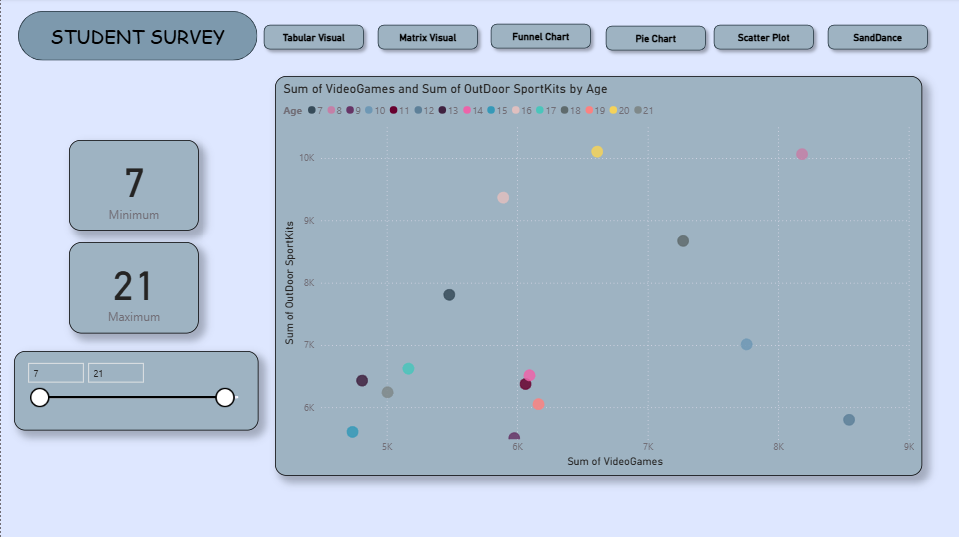 STUDENT SURVEY
Tabular Visual
Matrix Visual
Funnel Chart
Pie Chart
Scatter Plot
SandDance
7
Minimum
21
Maximum
7 21
Sum of VideoGames and Sum of OutDoor SportKits by Age
Age 7 8 9 10 11 12 13 14 15 16 17 18 19 20 21
Sum of OutDoor SportKits
10K
9K
8K
7K
6K
5K 6K 7K 8K 9K
Sum of VideoGames